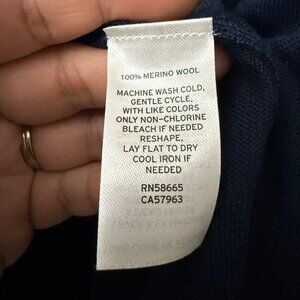 100% MERINO WOOL
MACHINE WASH COLD,
GENTLE CYCLE,
WITH LIKE COLORS
ONLY NON-CHLORINE
BLEACH IF NEEDED
RESHAPE,
LAY FLAT TO DRY
COOL IRON IF
NEEDED
RN58665
CA57963